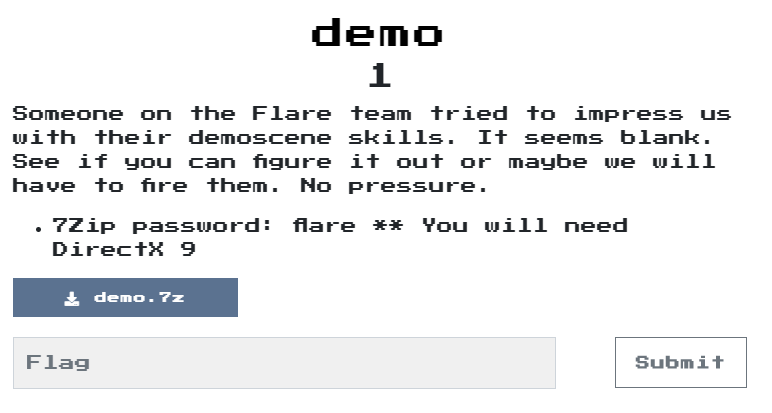 demo
1
Someone on the Flare team tried to impress us
with their demoscene skills. It seems blank.
See if you can figure it out or maybe we will
have to fire them. No pressure.
• 7Zip password: flare ** You will need
DirectX 9
demo.7z
Flag
Submit